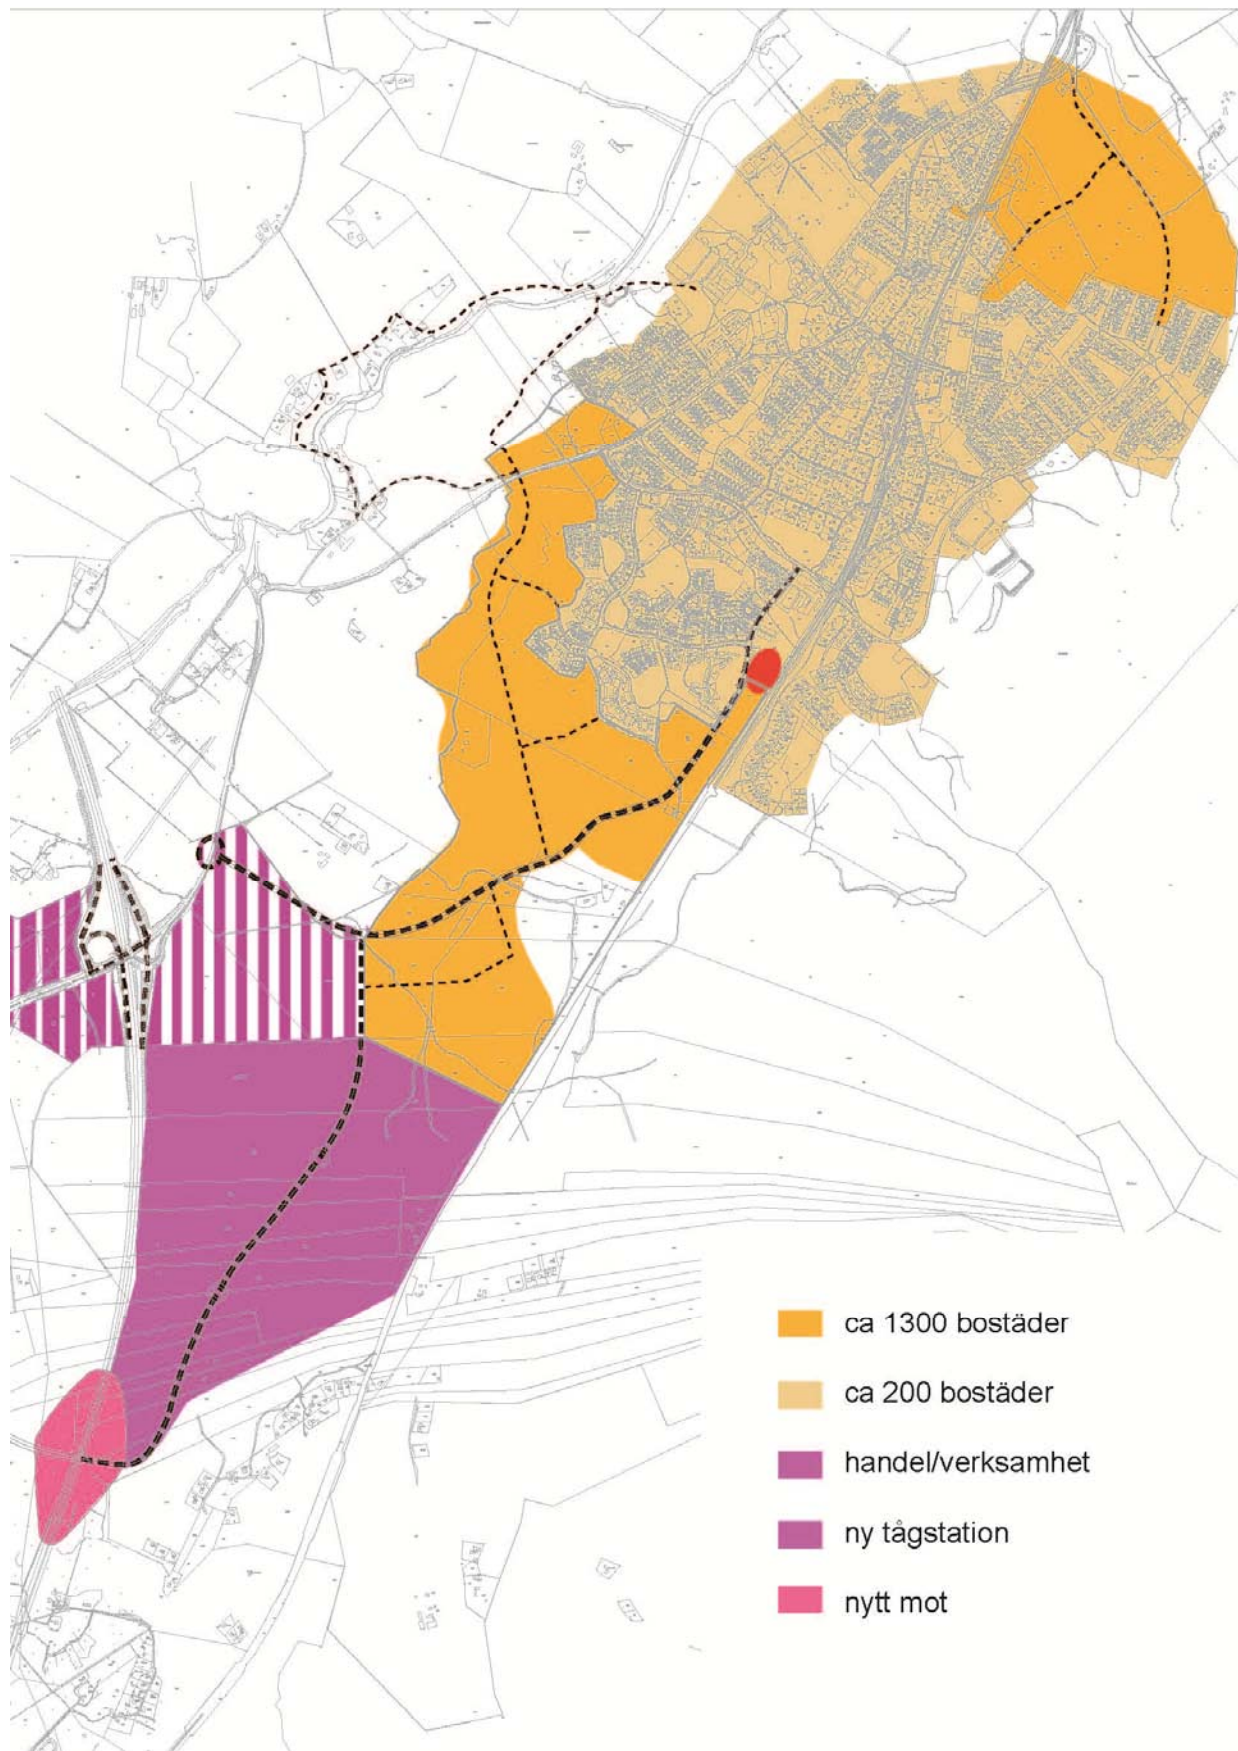 ca 1300 bostäder
ca 200 bostäder
handel/verksamhet
ny tågstation
nytt mot